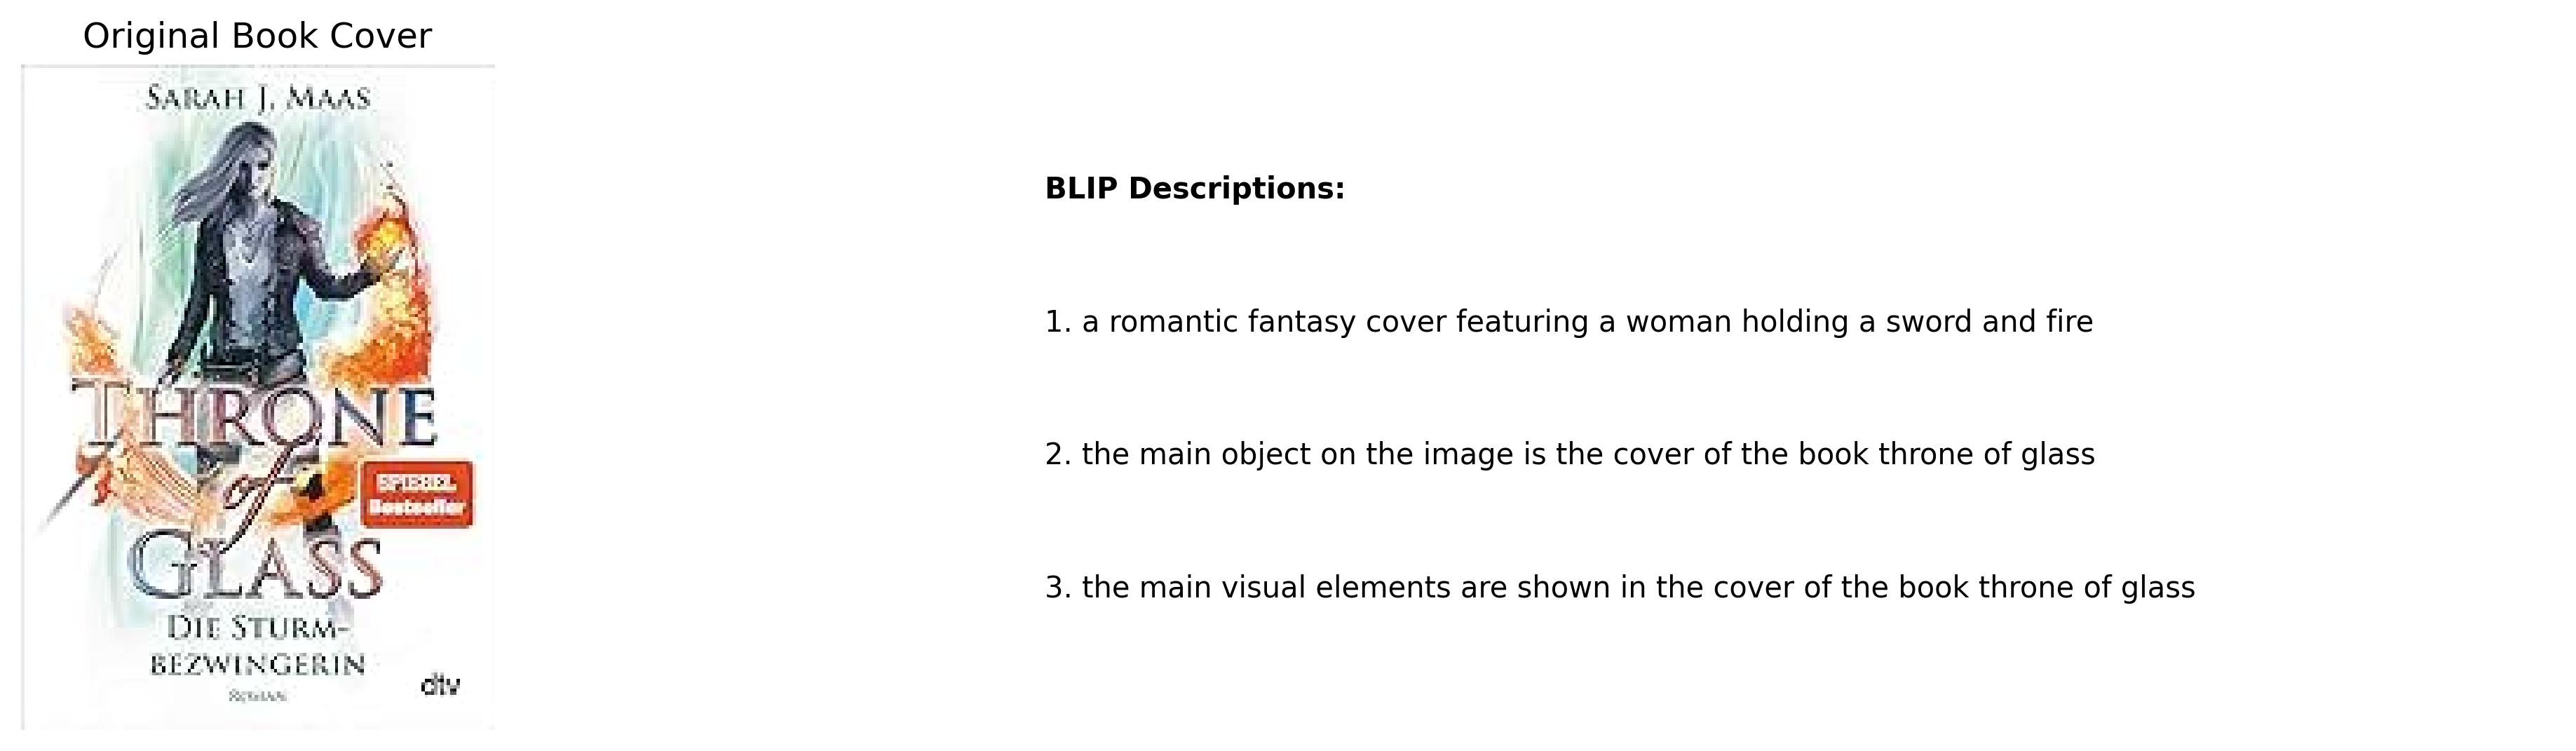 Original Book Cover
SARAH J. MAAS
THRONE
of
GLASS
SPIEGEL
Bestseller
DIE STURM-
BEZWINGERIN
ROMAN
dtv
BLIP Descriptions:
1. a romantic fantasy cover featuring a woman holding a sword and fire
2. the main object on the image is the cover of the book throne of glass
3. the main visual elements are shown in the cover of the book throne of glass